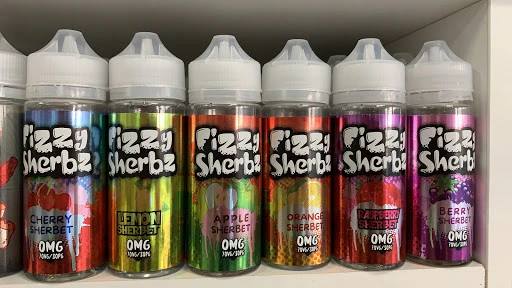 Fizzy
Sherbz
CHERRY
SHERBET
0MG
70VG/30PG
Fizzy
Sherbz
LEMON
SHERBET
0MG
70VG/30PG
Fizzy
Sherbz
APPLE
SHERBET
0MG
70VG/30PG
Fizzy
Sherbz
ORANGE
SHERBET
0MG
70VG/30PG
Fizzy
Sherbz
RASPBERRY
SHERBET
0MG
70VG/30PG
Fizzy
Sherbz
BERRY
SHERBET
0MG
70VG/30PG